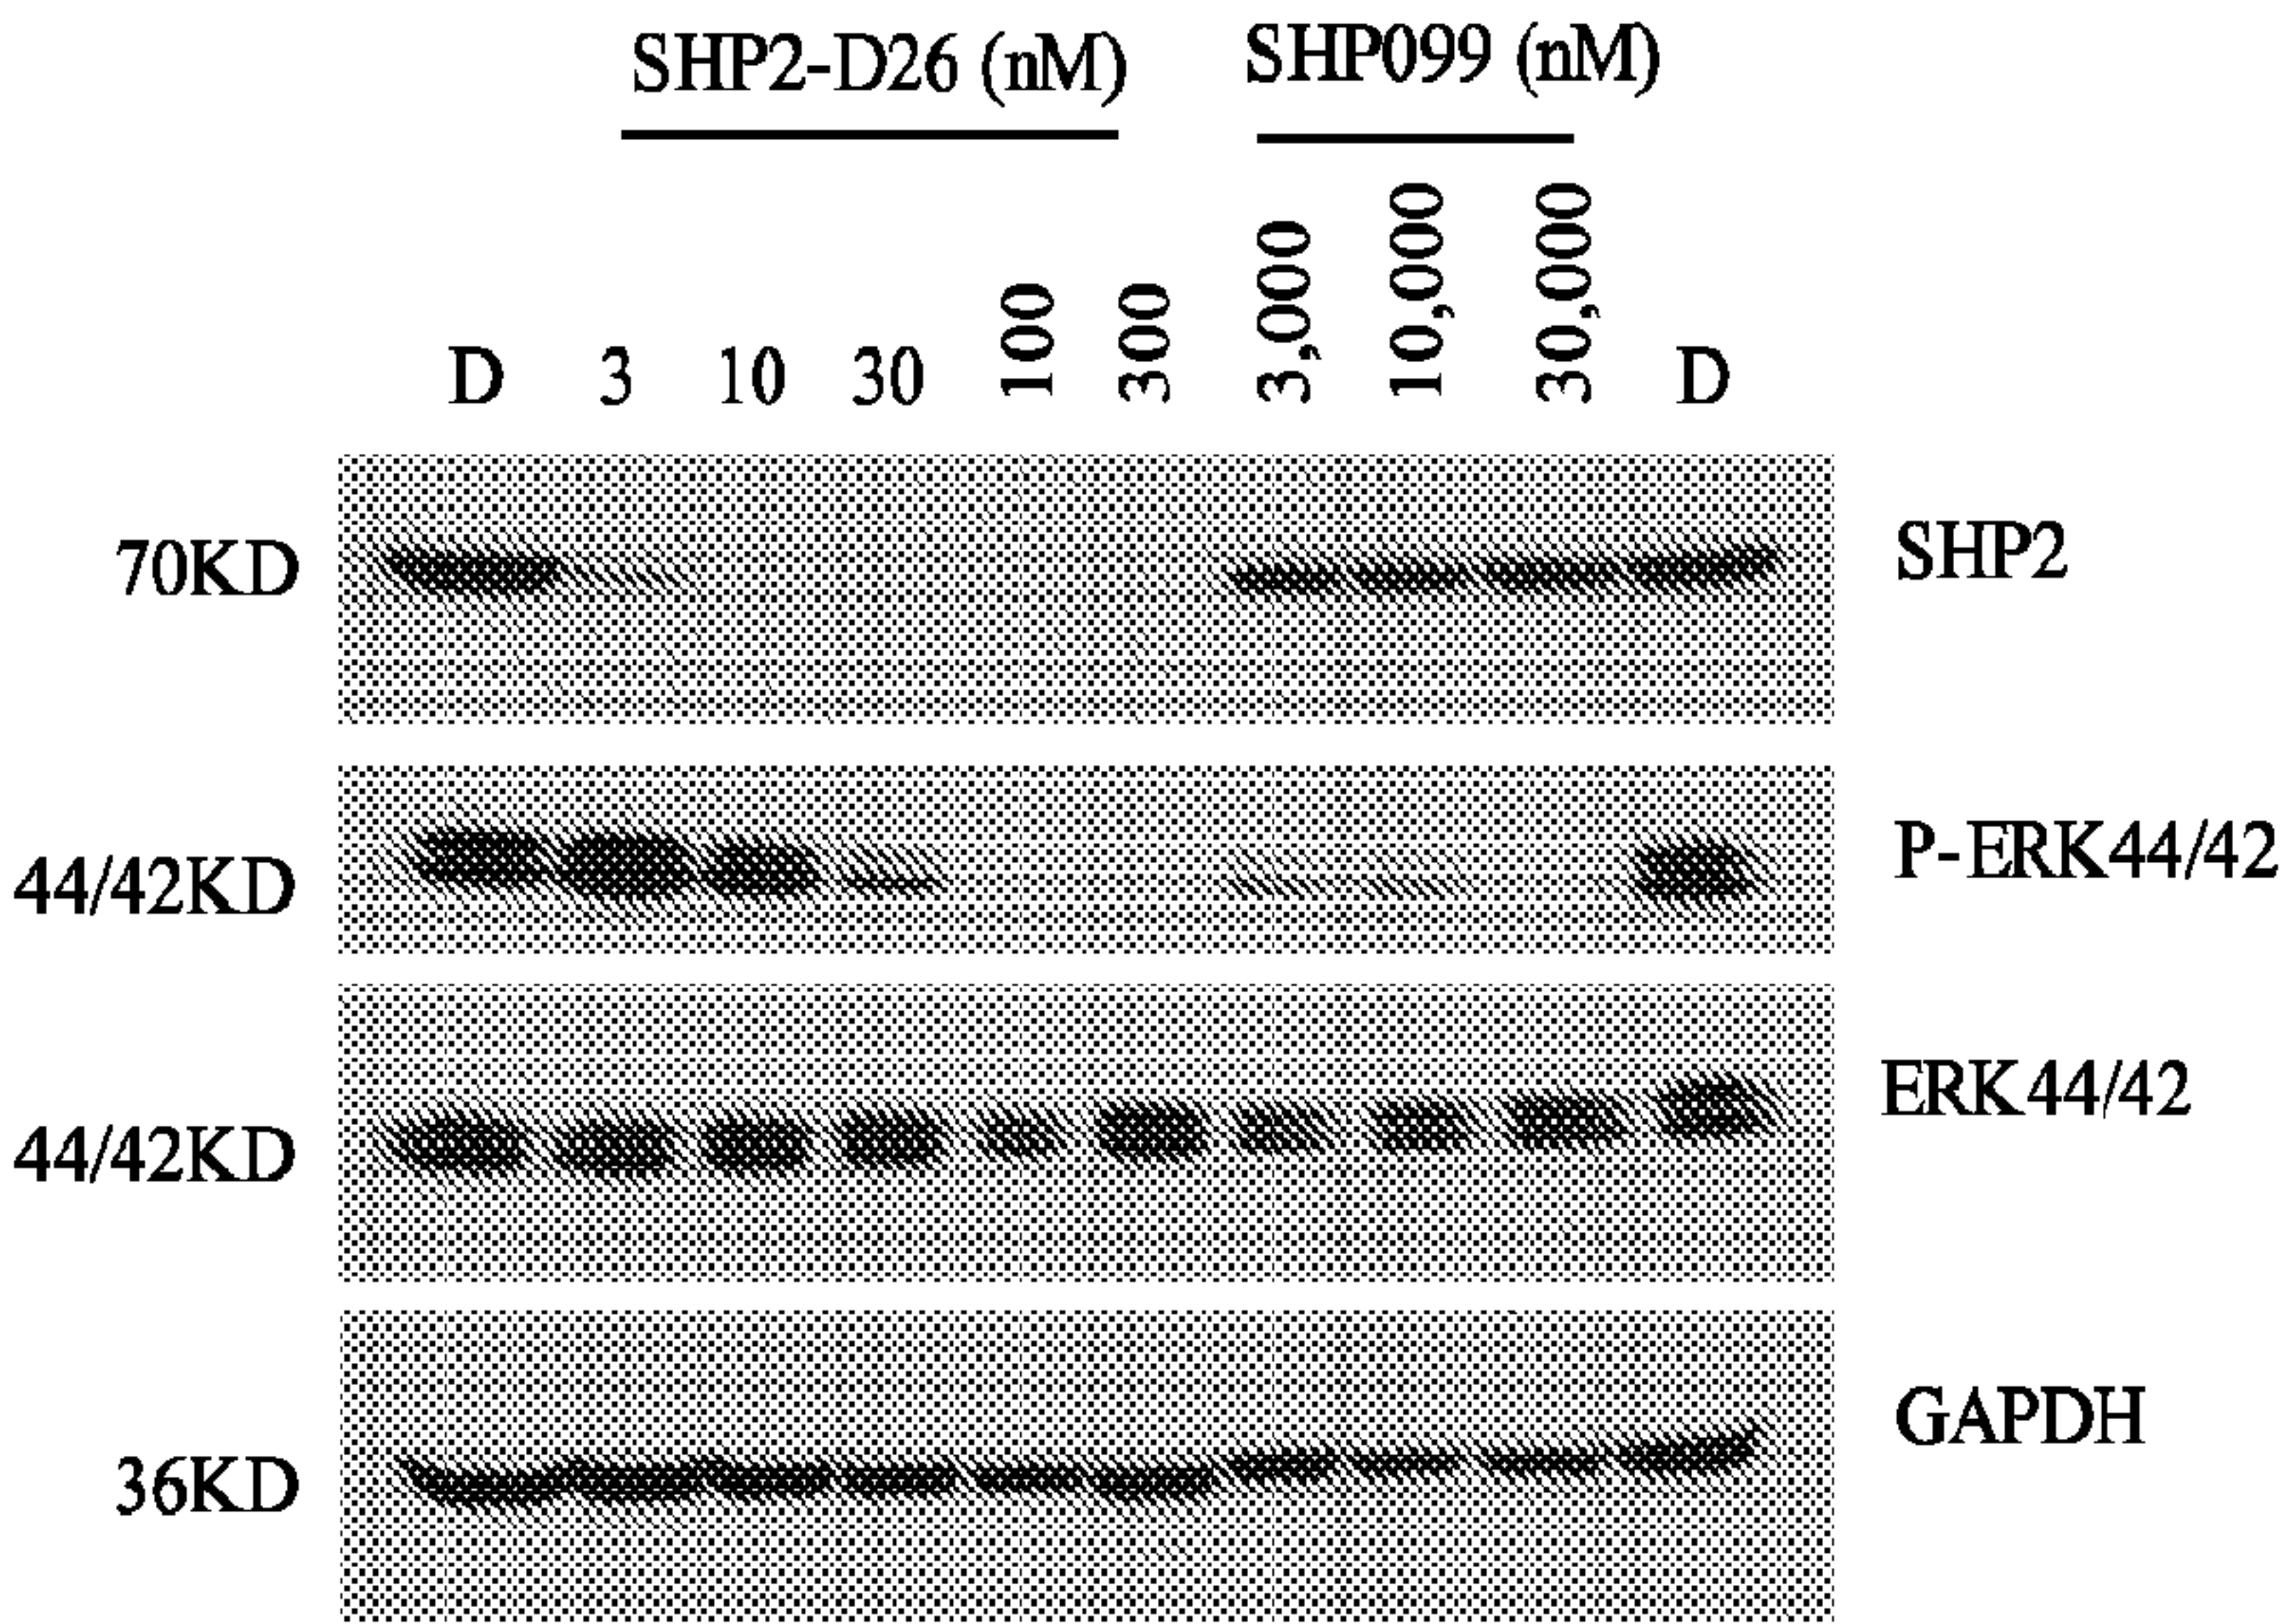 SHP2-D26 (nM) SHP099 (nM)
D 3 10 30 100 300 3,000 10,000 30,000 D
70KD SHP2
44/42KD P-ERK44/42
44/42KD ERK44/42
36KD GAPDH